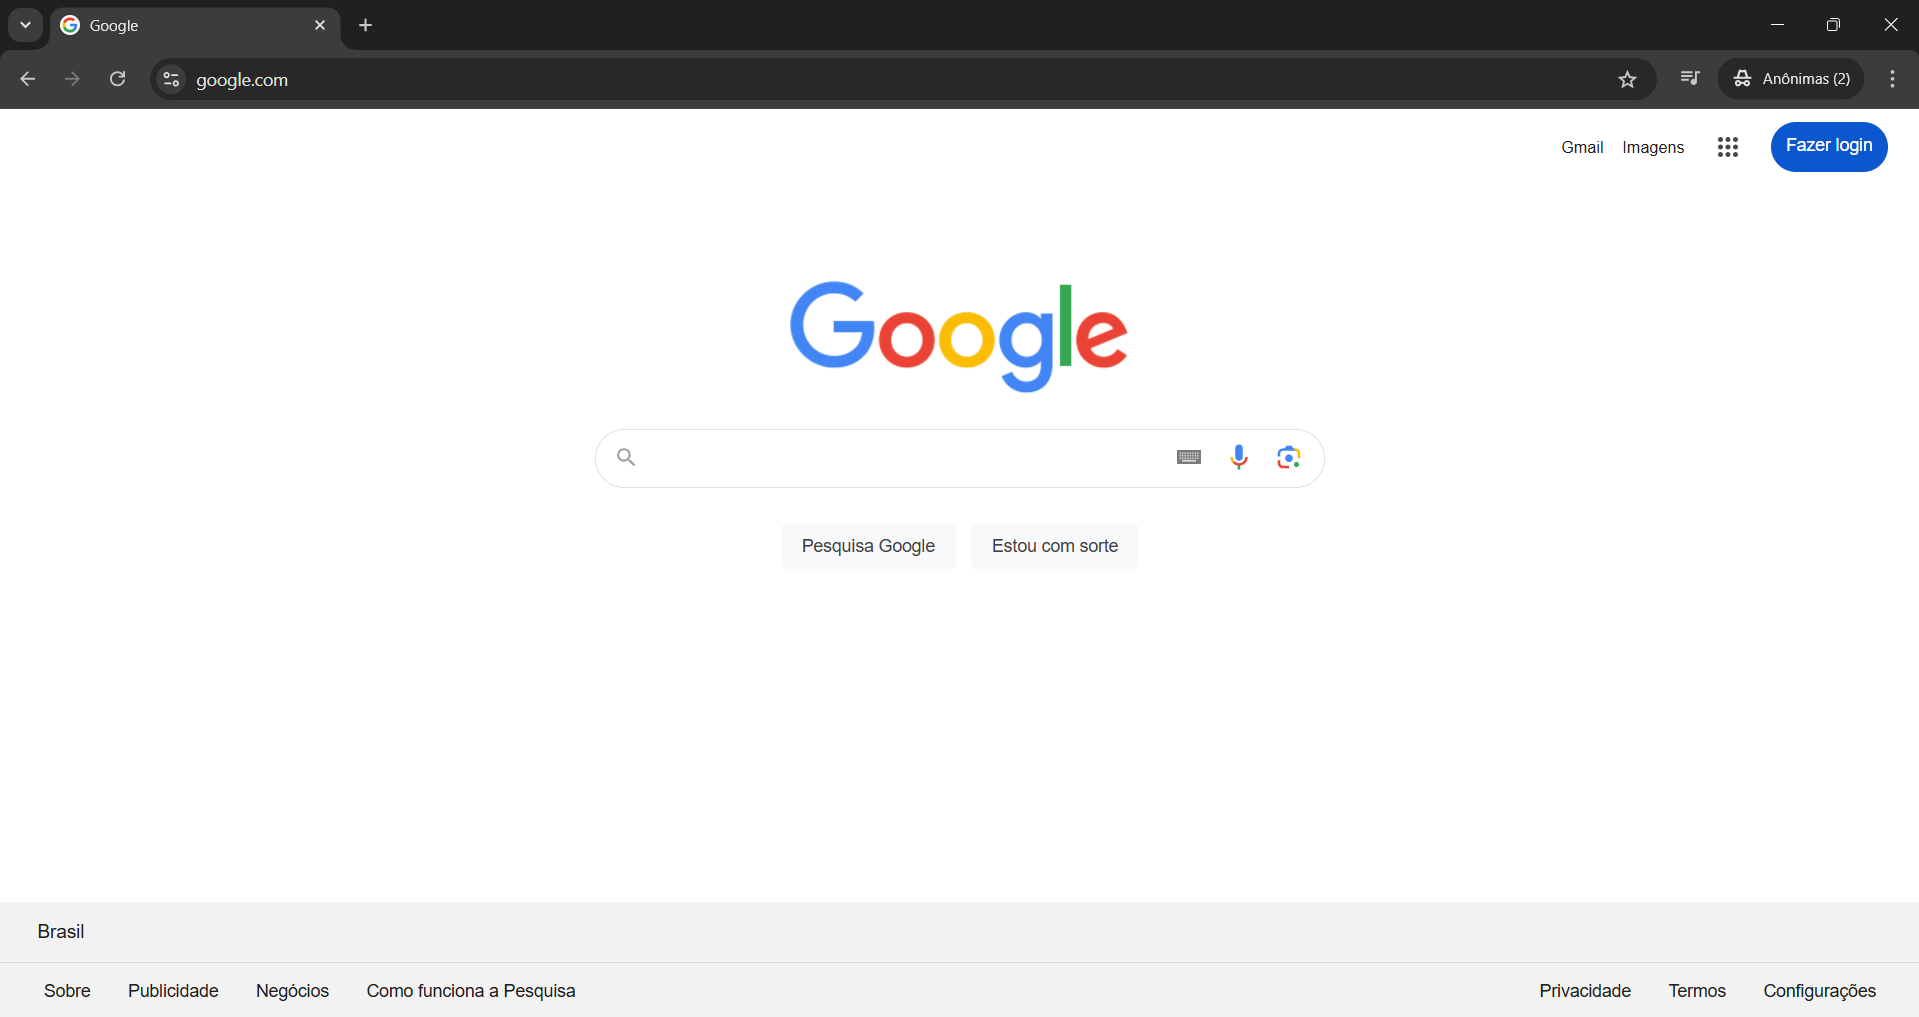 Google
google.com
Anônimas (2)
Gmail Imagens Fazer login
Google
Pesquisa Google Estou com sorte
Brasil
Sobre Publicidade Negócios Como funciona a Pesquisa Privacidade Termos Configurações